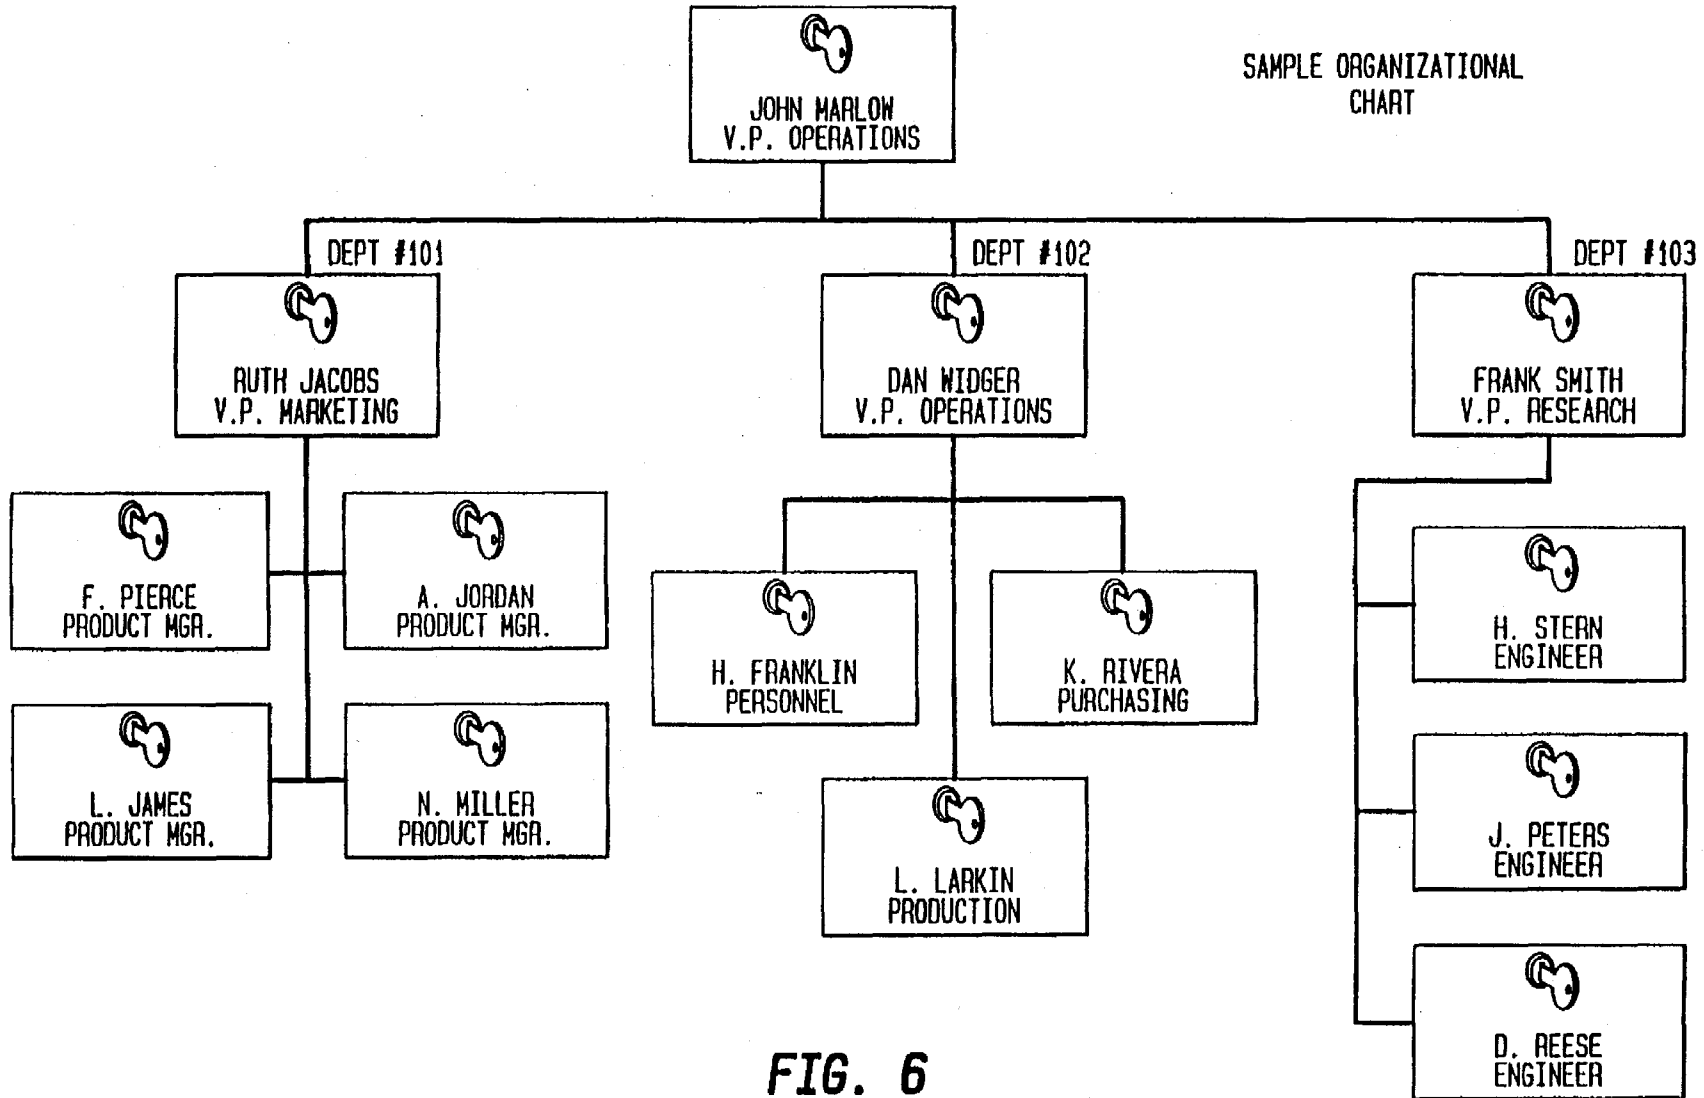 SAMPLE ORGANIZATIONAL
CHART
JOHN MARLOW
V.P. OPERATIONS
DEPT #101
RUTH JACOBS
V.P. MARKETING
F. PIERCE
PRODUCT MGR.
A. JORDAN
PRODUCT MGR.
L. JAMES
PRODUCT MGR.
N. MILLER
PRODUCT MGR.
DEPT #102
DAN WIDGER
V.P. OPERATIONS
H. FRANKLIN
PERSONNEL
K. RIVERA
PURCHASING
L. LARKIN
PRODUCTION
DEPT #103
FRANK SMITH
V.P. RESEARCH
H. STERN
ENGINEER
J. PETERS
ENGINEER
D. REESE
ENGINEER
FIG. 6